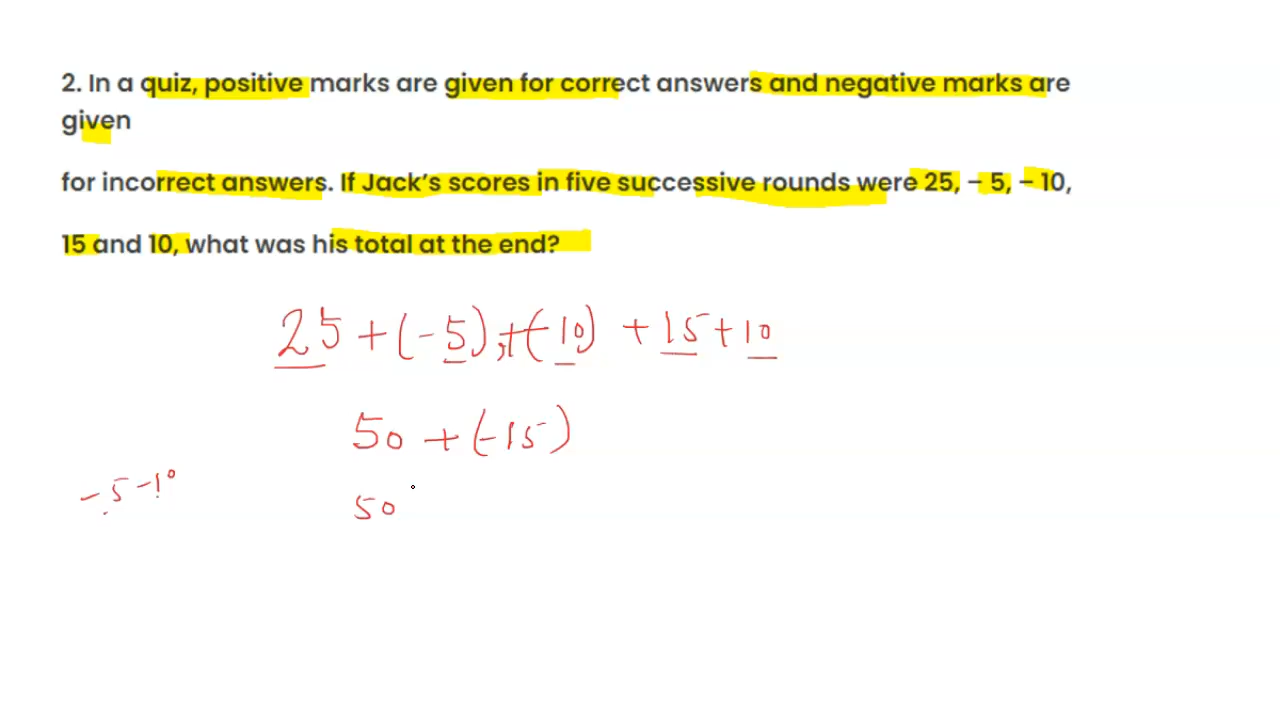 2. In a quiz, positive marks are given for correct answers and negative marks are
given
for incorrect answers. If Jack’s scores in five successive rounds were 25, – 5, – 10,
15 and 10, what was his total at the end?
25 + (-5) + (-10) + 15 + 10
50 + (-15)
-5 -10
50